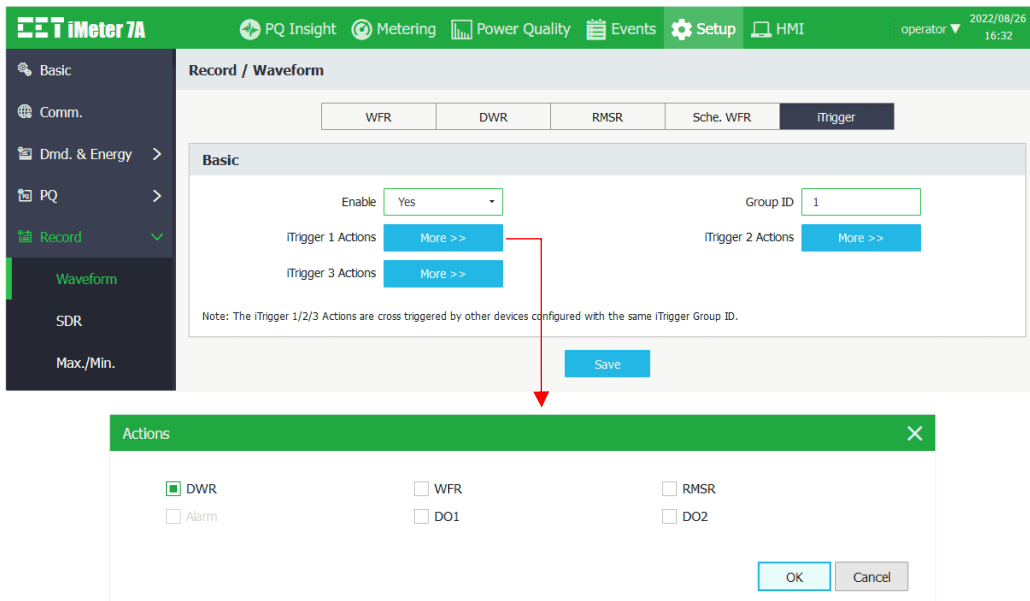 CET iMeter 7A
PQ Insight Metering Power Quality Events Setup HMI operator ▼ 2022/08/26 16:32
Basic
Comm.
Dmd. & Energy
PQ
Record
Waveform
SDR
Max./Min.
Record / Waveform
WFR DWR RMSR Sche. WFR iTrigger
Basic
Enable Yes Group ID 1
iTrigger 1 Actions More >> iTrigger 2 Actions More >>
iTrigger 3 Actions More >>
Note: The iTrigger 1/2/3 Actions are cross triggered by other devices configured with the same iTrigger Group ID.
Save
Actions
DWR WFR RMSR
Alarm DO1 DO2
OK Cancel